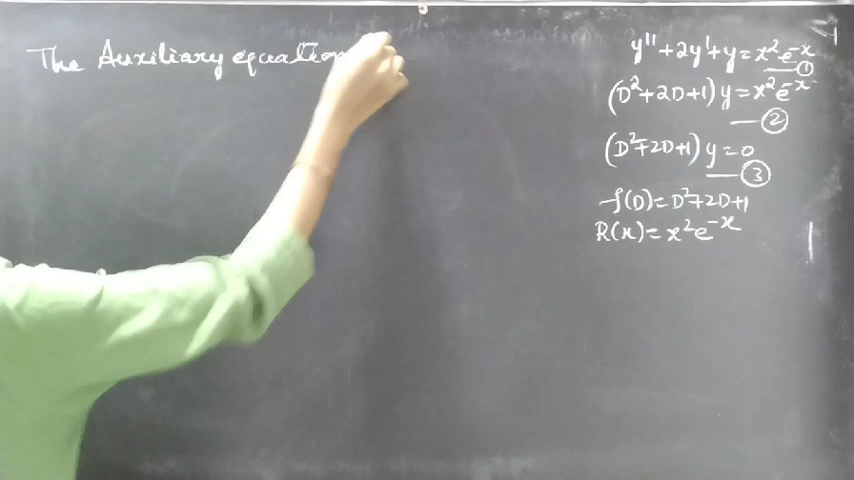 The Auxiliary equation
y'' + 2y' + y = x²e⁻ˣ
①
(D² + 2D + 1) y = x²e⁻ˣ
— ②
(D² + 2D + 1) y = 0
— ③
f(D) = D² + 2D + 1
R(x) = x²e⁻ˣ